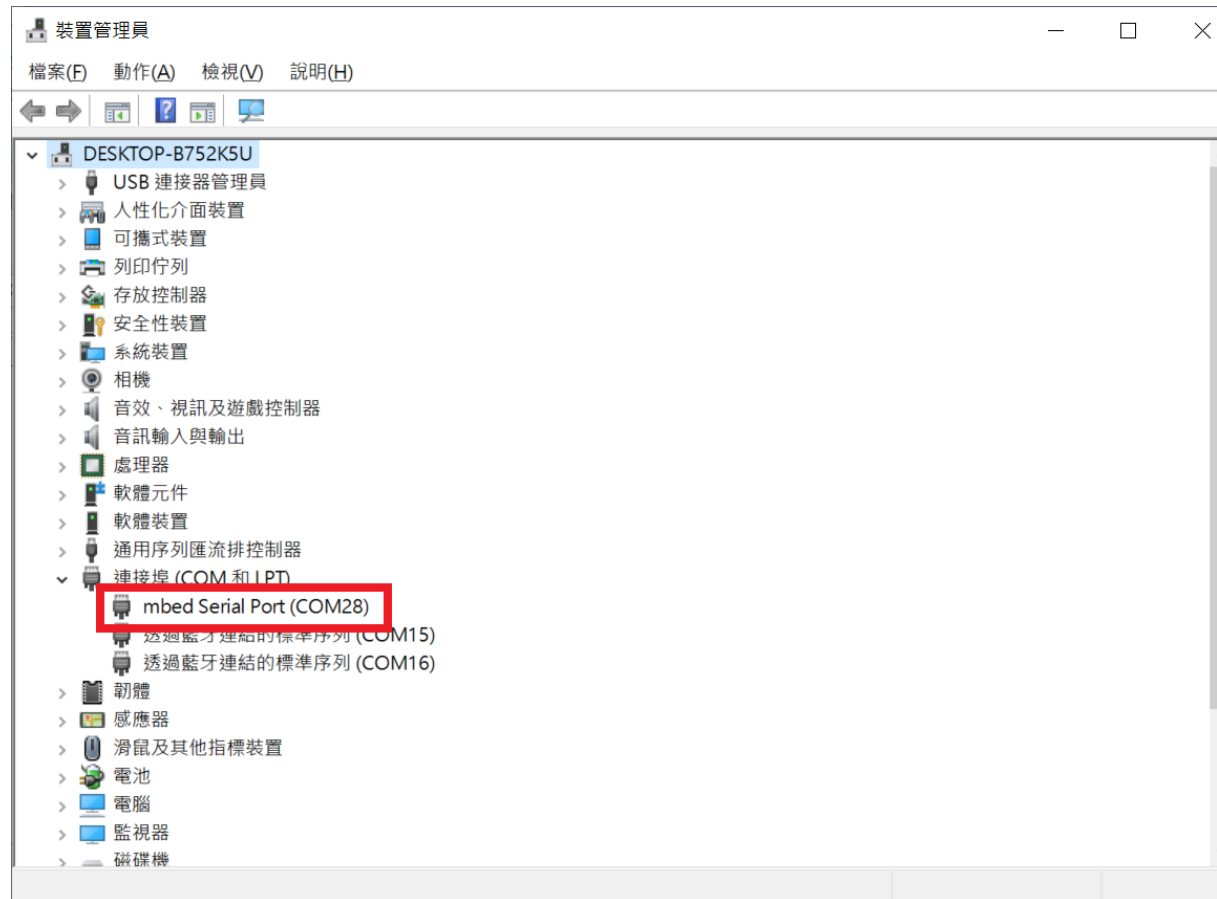 裝置管理員
檔案(F) 動作(A) 檢視(V) 說明(H)
DESKTOP-B752K5U
USB 連接器管理員
人性化介面裝置
可攜式裝置
列印佇列
存放控制器
安全性裝置
系統裝置
相機
音效、視訊及遊戲控制器
音訊輸入與輸出
處理器
軟體元件
軟體裝置
通用序列匯流排控制器
連接埠 (COM 和 LPT)
mbed Serial Port (COM28)
透過藍牙連結的標準序列 (COM15)
透過藍牙連結的標準序列 (COM16)
韌體
感應器
滑鼠及其他指標裝置
電池
電腦
監視器
磁碟機